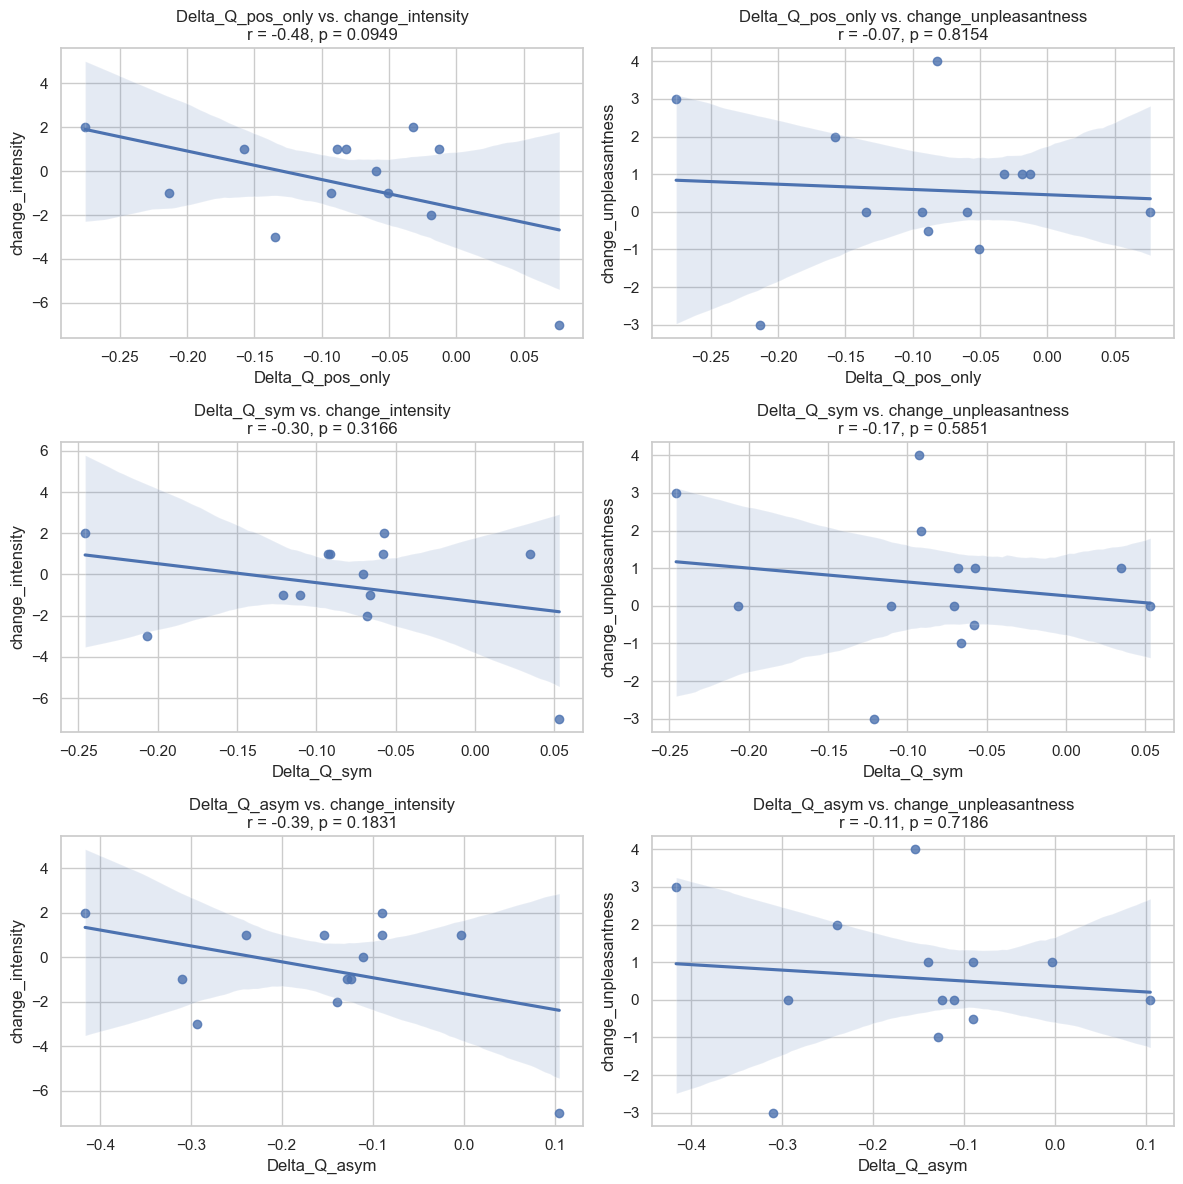 Delta_Q_pos_only vs. change_intensity
r = -0.48, p = 0.0949
4
2
0
−2
−4
−6
change_intensity
−0.25 −0.20 −0.15 −0.10 −0.05 0.00 0.05
Delta_Q_pos_only
Delta_Q_pos_only vs. change_unpleasantness
r = -0.07, p = 0.8154
4
3
2
1
0
−1
−2
−3
change_unpleasantness
−0.25 −0.20 −0.15 −0.10 −0.05 0.00 0.05
Delta_Q_pos_only
Delta_Q_sym vs. change_intensity
r = -0.30, p = 0.3166
6
4
2
0
−2
−4
−6
change_intensity
−0.25 −0.20 −0.15 −0.10 −0.05 0.00 0.05
Delta_Q_sym
Delta_Q_sym vs. change_unpleasantness
r = -0.17, p = 0.5851
4
3
2
1
0
−1
−2
−3
change_unpleasantness
−0.25 −0.20 −0.15 −0.10 −0.05 0.00 0.05
Delta_Q_sym
Delta_Q_asym vs. change_intensity
r = -0.39, p = 0.1831
4
2
0
−2
−4
−6
change_intensity
−0.4 −0.3 −0.2 −0.1 0.0 0.1
Delta_Q_asym
Delta_Q_asym vs. change_unpleasantness
r = -0.11, p = 0.7186
4
3
2
1
0
−1
−2
−3
change_unpleasantness
−0.4 −0.3 −0.2 −0.1 0.0 0.1
Delta_Q_asym